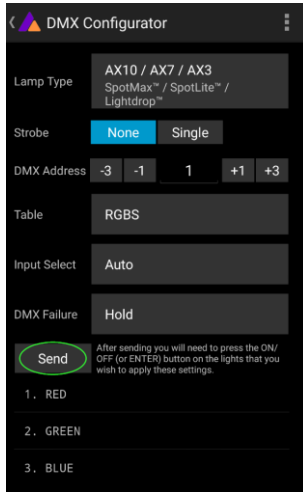 DMX Configurator
Lamp Type
AX10 / AX7 / AX3
SpotMax™ / SpotLite™ /
Lightdrop™
Strobe
None Single
DMX Address -3 -1 1 +1 +3
Table RGBS
Input Select Auto
DMX Failure Hold
Send
After sending you will need to press the ON/
OFF (or ENTER) button on the lights that you
wish to apply these settings.
1. RED
2. GREEN
3. BLUE